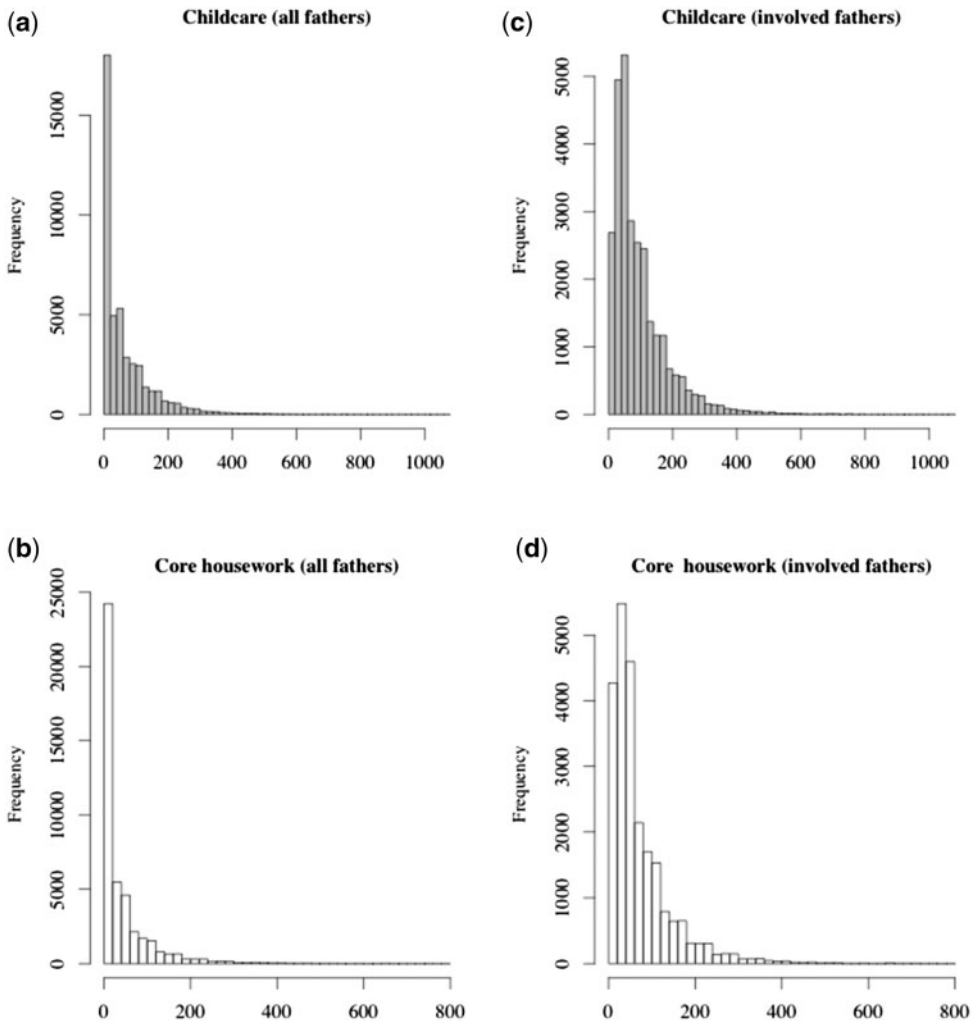 (a)
Childcare (all fathers)
Frequency
0
5000
10000
15000
0 200 400 600 800 1000
(c)
Childcare (involved fathers)
Frequency
0
1000
2000
3000
4000
5000
0 200 400 600 800 1000
(b)
Core housework (all fathers)
Frequency
0
5000
10000
15000
20000
25000
0 200 400 600 800
(d)
Core housework (involved fathers)
Frequency
0
1000
2000
3000
4000
5000
0 200 400 600 800